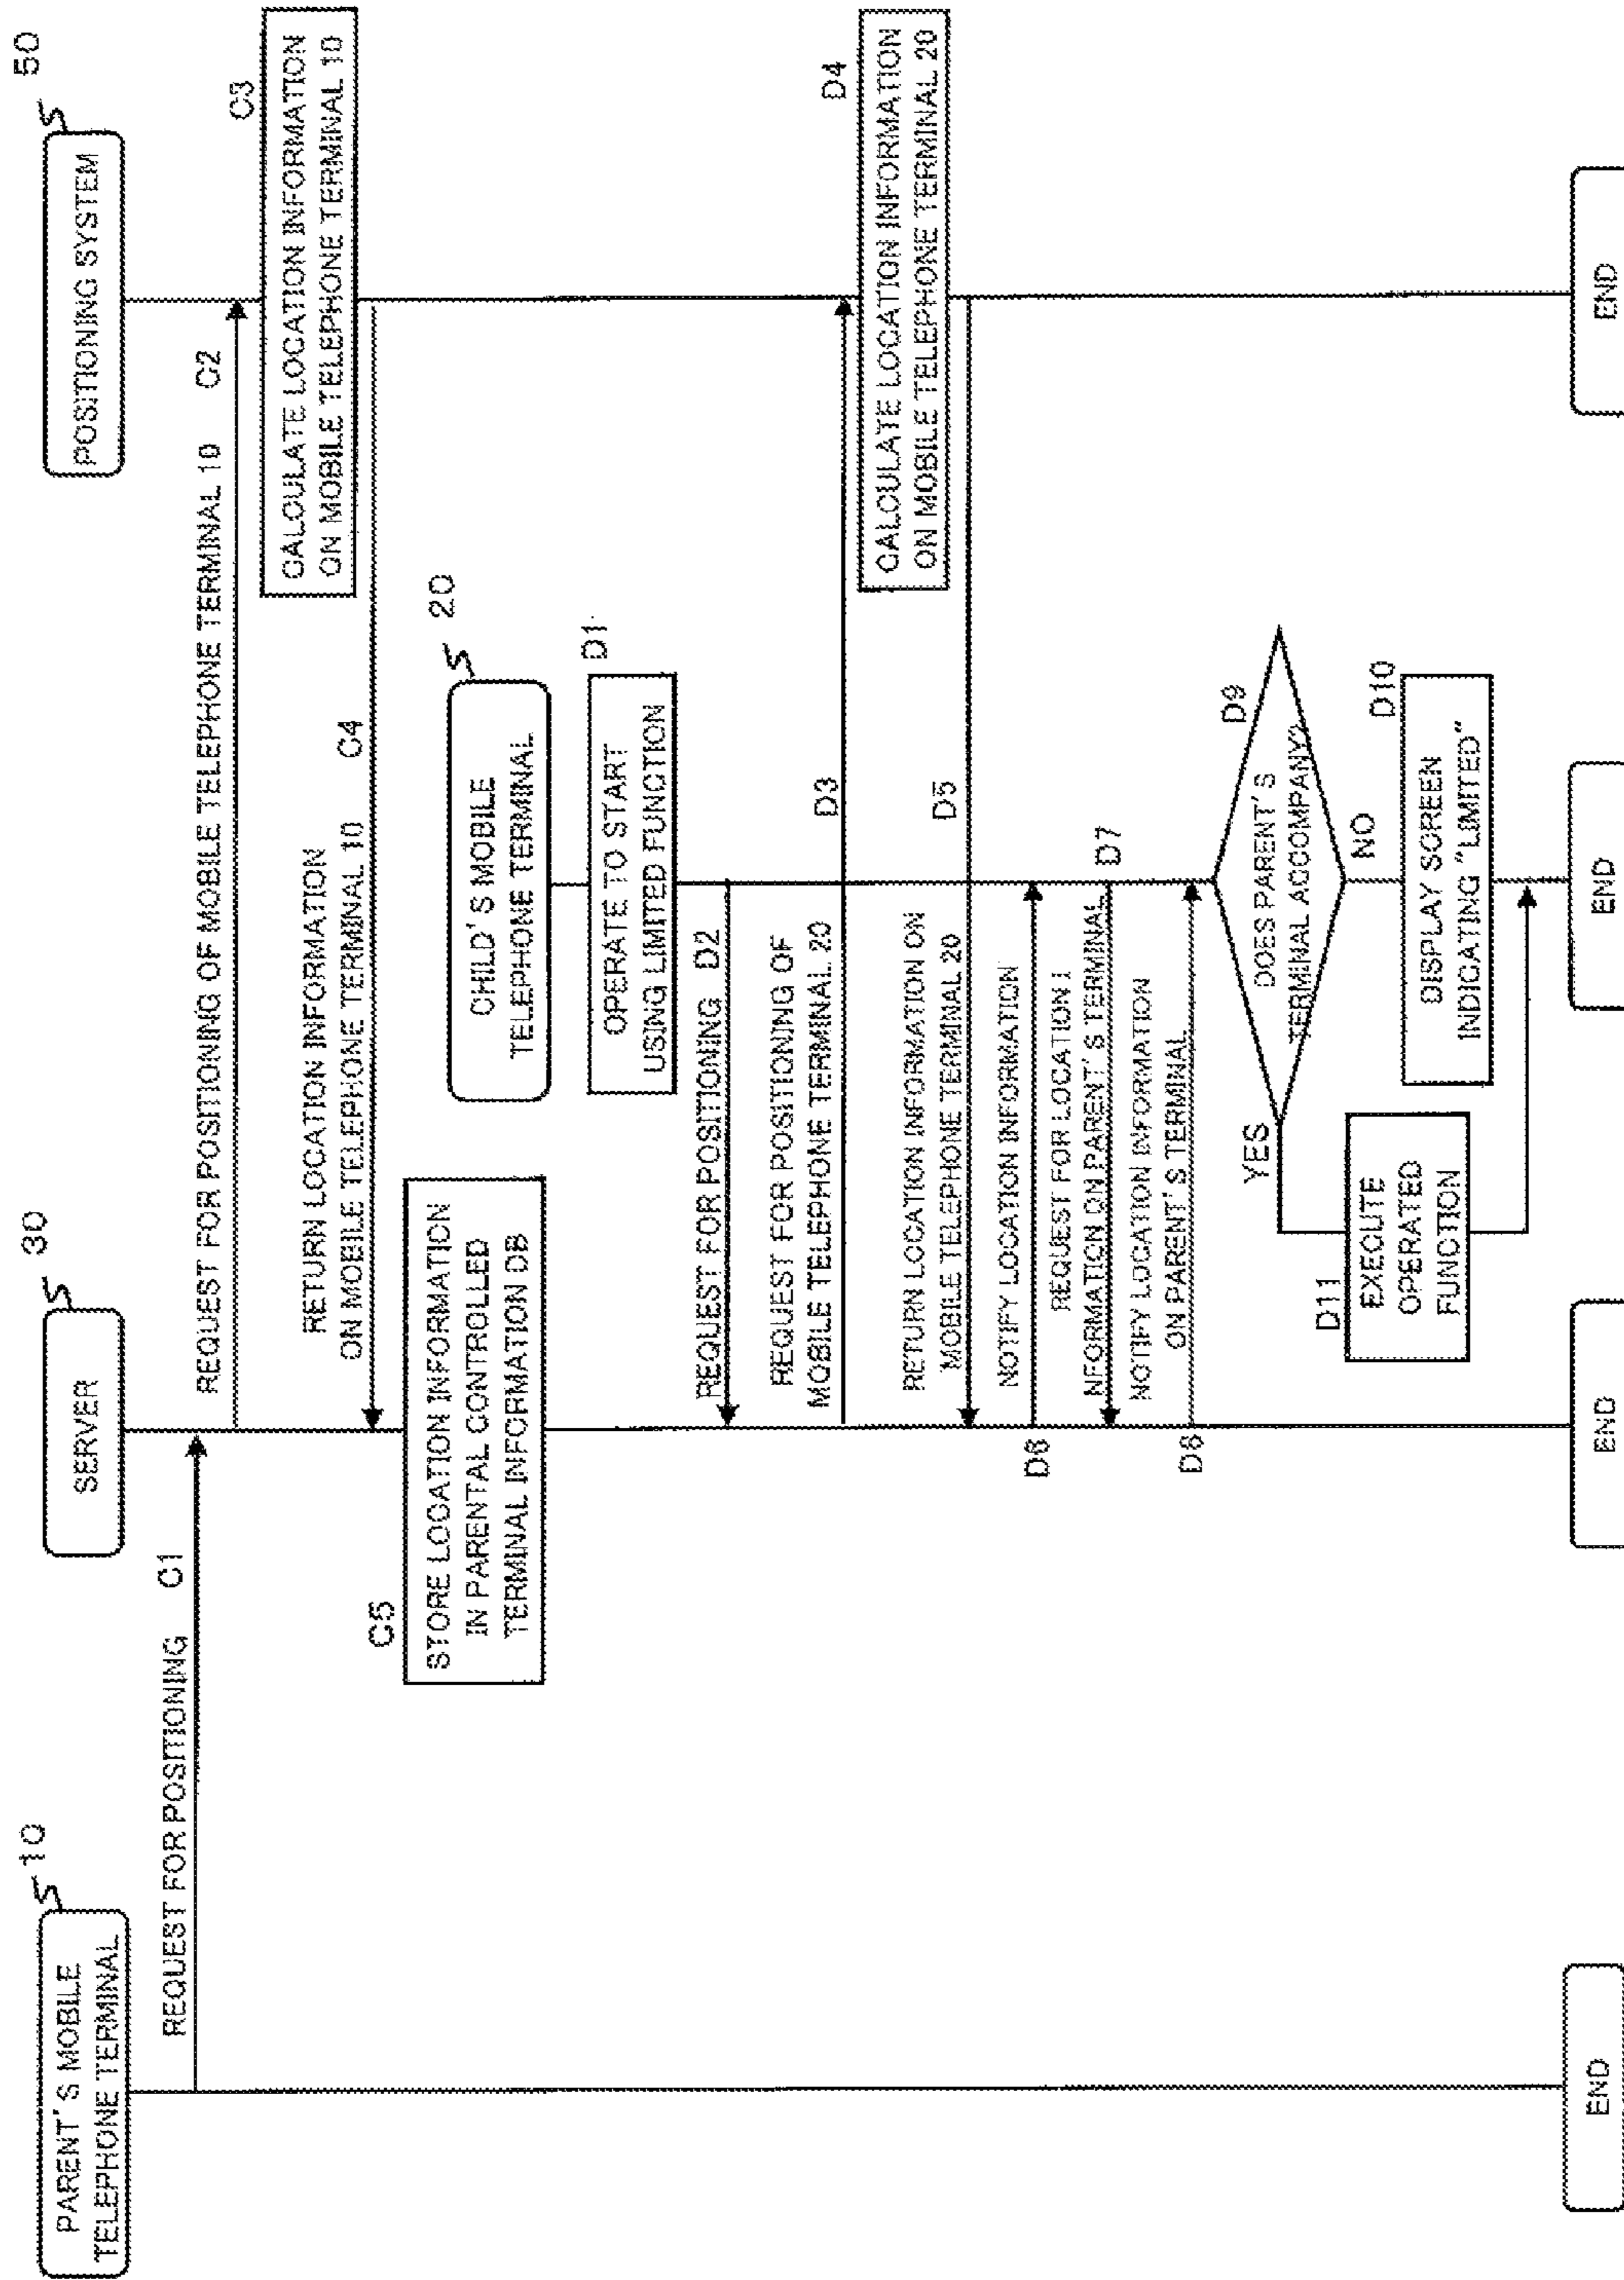 PARENT'S MOBILE
TELEPHONE TERMINAL
10
SERVER
30
POSITIONING SYSTEM
50
REQUEST FOR POSITIONING C1
REQUEST FOR POSITIONING OF MOBILE TELEPHONE TERMINAL 10 C2
C3
CALCULATE LOCATION INFORMATION
ON MOBILE TELEPHONE TERMINAL 10
RETURN LOCATION INFORMATION
ON MOBILE TELEPHONE TERMINAL 10 C4
C5
STORE LOCATION INFORMATION
IN PARENTAL CONTROLLED
TERMINAL INFORMATION DB
CHILD'S MOBILE
TELEPHONE TERMINAL
20
D1
OPERATE TO START
USING LIMITED FUNCTION
REQUEST FOR POSITIONING D2
REQUEST FOR POSITIONING OF
MOBILE TELEPHONE TERMINAL 20
D3
D4
CALCULATE LOCATION INFORMATION
ON MOBILE TELEPHONE TERMINAL 20
RETURN LOCATION INFORMATION ON
MOBILE TELEPHONE TERMINAL 20
D5
NOTIFY LOCATION INFORMATION
D6
REQUEST FOR LOCATION I
NFORMATION ON PARENT'S TERMINAL
D7
NOTIFY LOCATION INFORMATION
ON PARENT'S TERMINAL
D8
D9
DOES PARENT'S
TERMINAL ACCOMPANY?
YES
NO
D11
EXECUTE
OPERATED
FUNCTION
D10
DISPLAY SCREEN
INDICATING "LIMITED"
END
END
END
END